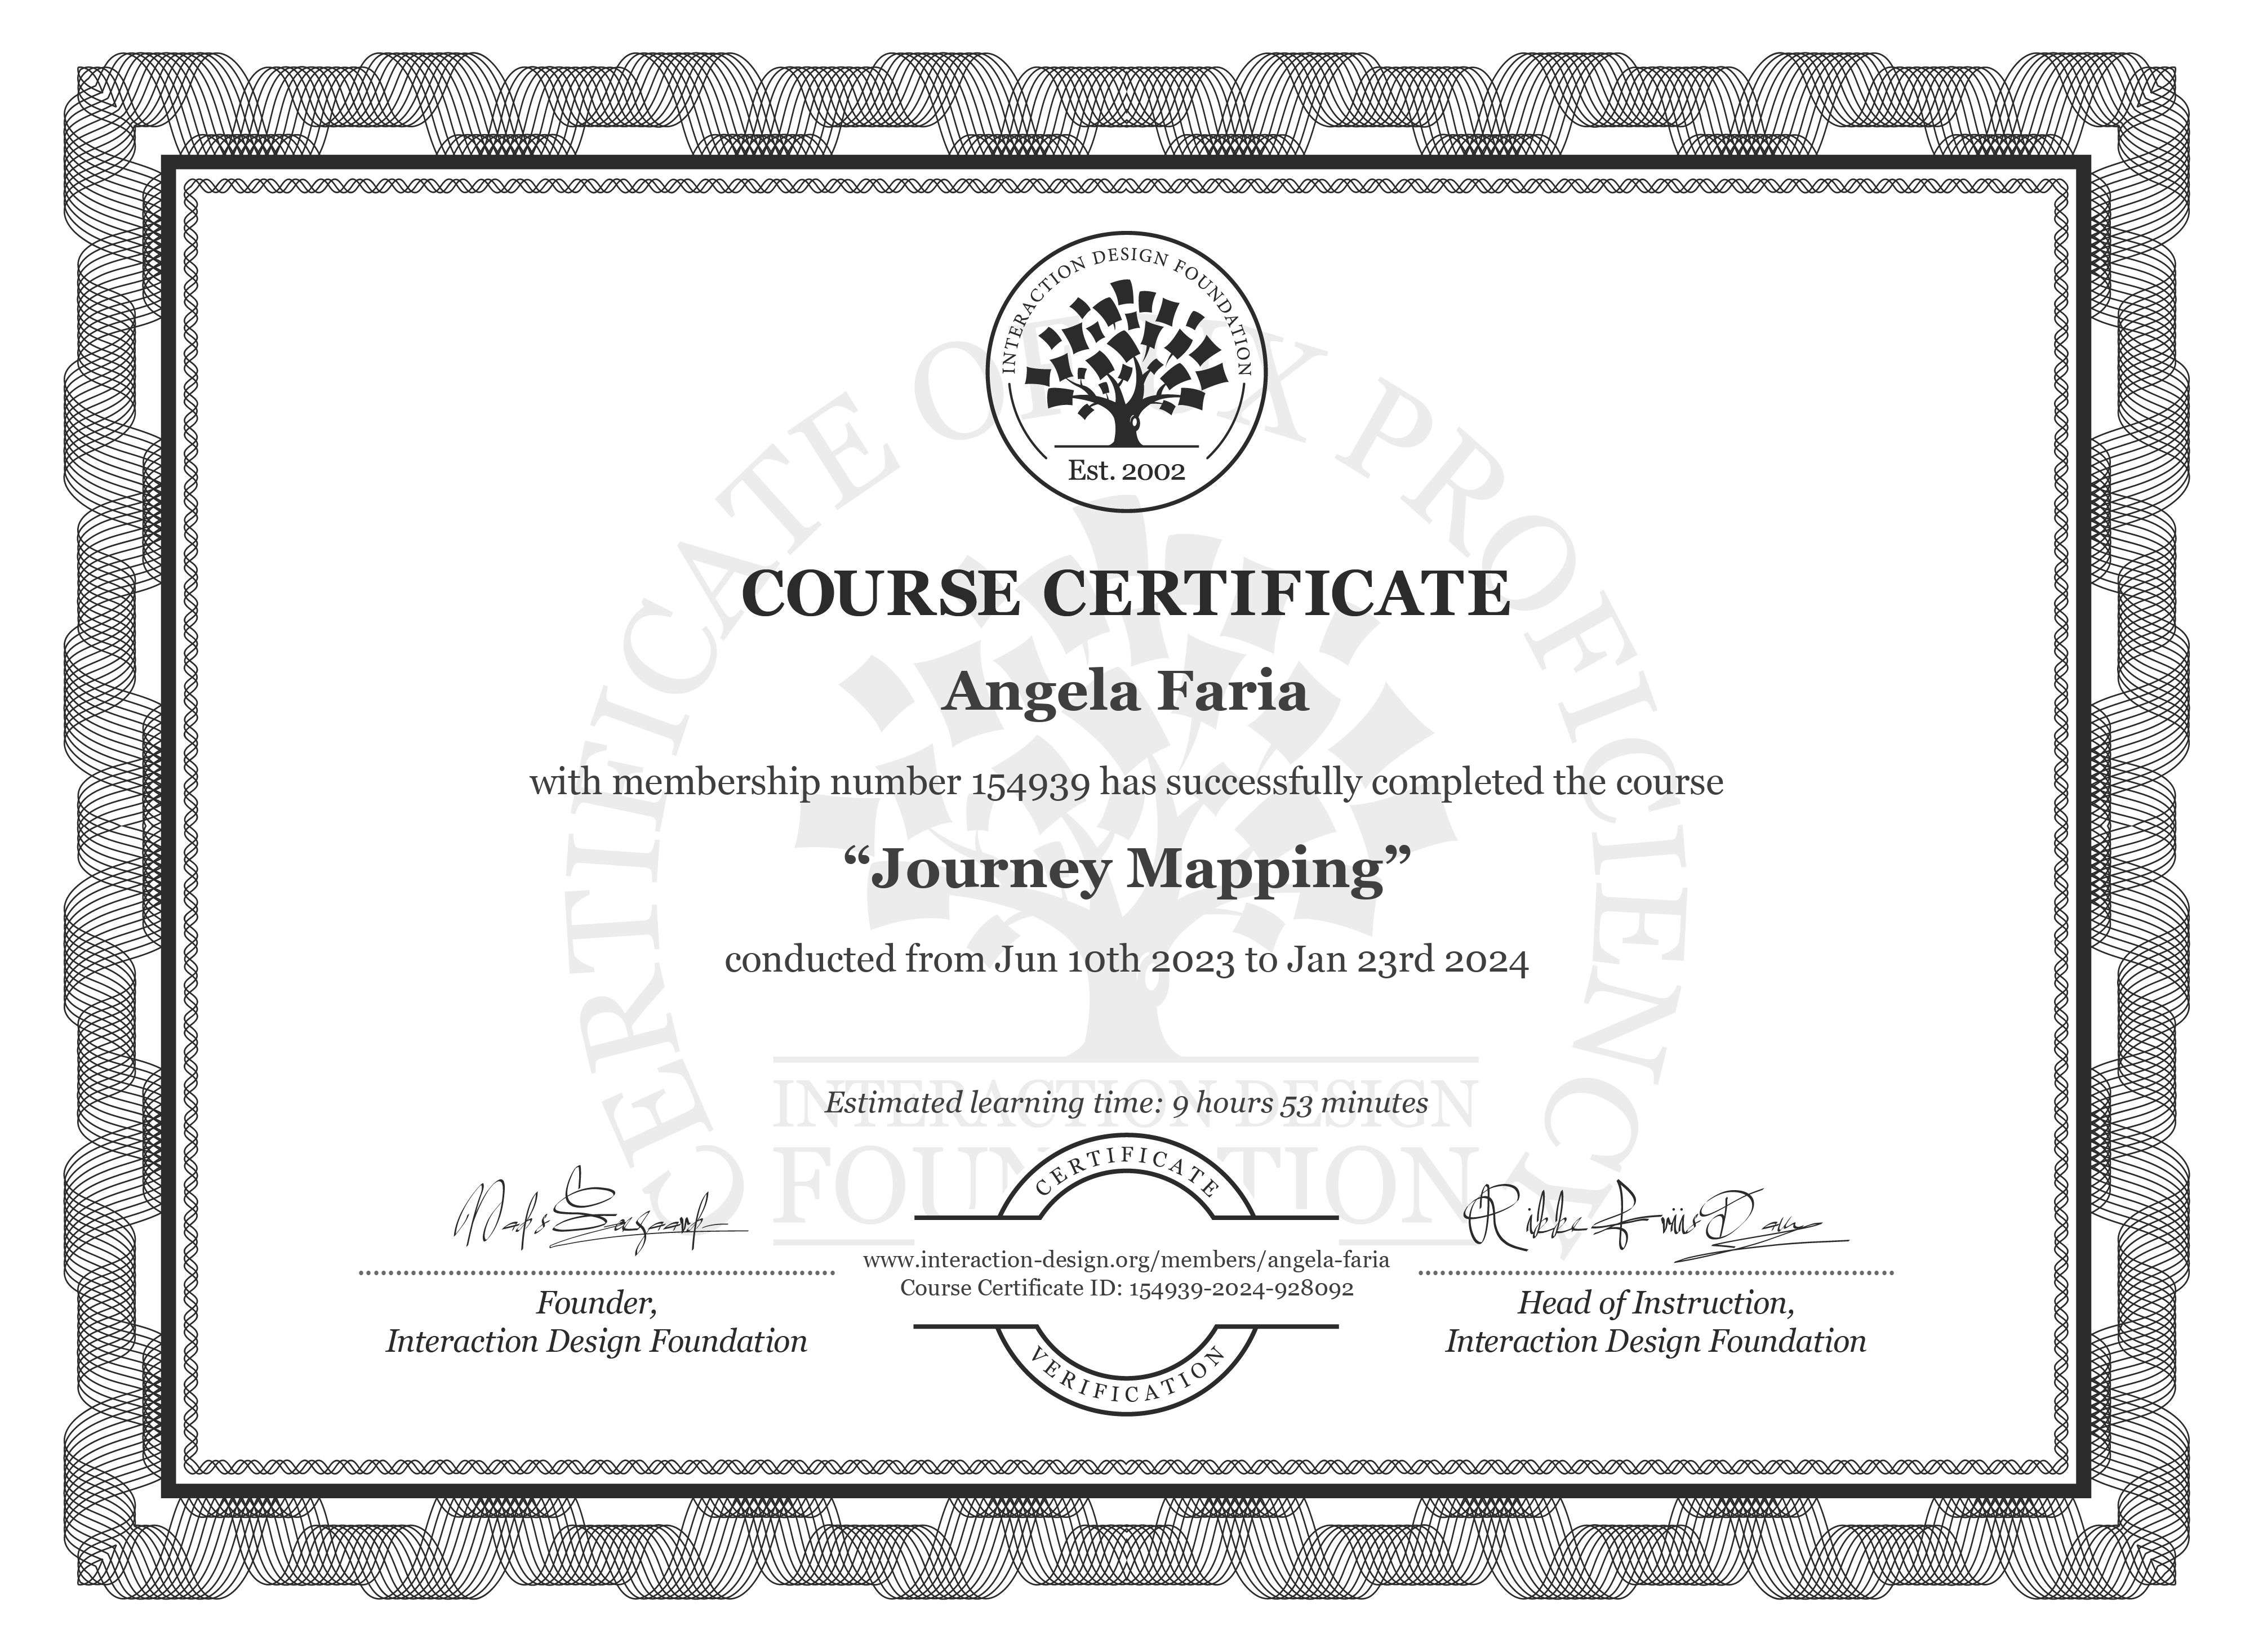 INTERACTION DESIGN FOUNDATION
Est. 2002
CERTIFICATE OF UX PROFICIENCY
COURSE CERTIFICATE
Angela Faria
with membership number 154939 has successfully completed the course
“Journey Mapping”
conducted from Jun 10th 2023 to Jan 23rd 2024
INTERACTION DESIGN
FOUNDATION
Estimated learning time: 9 hours 53 minutes
CERTIFICATE
Mads Soegaard
Rikke Friis Dam
www.interaction-design.org/members/angela-faria
Course Certificate ID: 154939-2024-928092
Founder,
Interaction Design Foundation
Head of Instruction,
Interaction Design Foundation
VERIFICATION